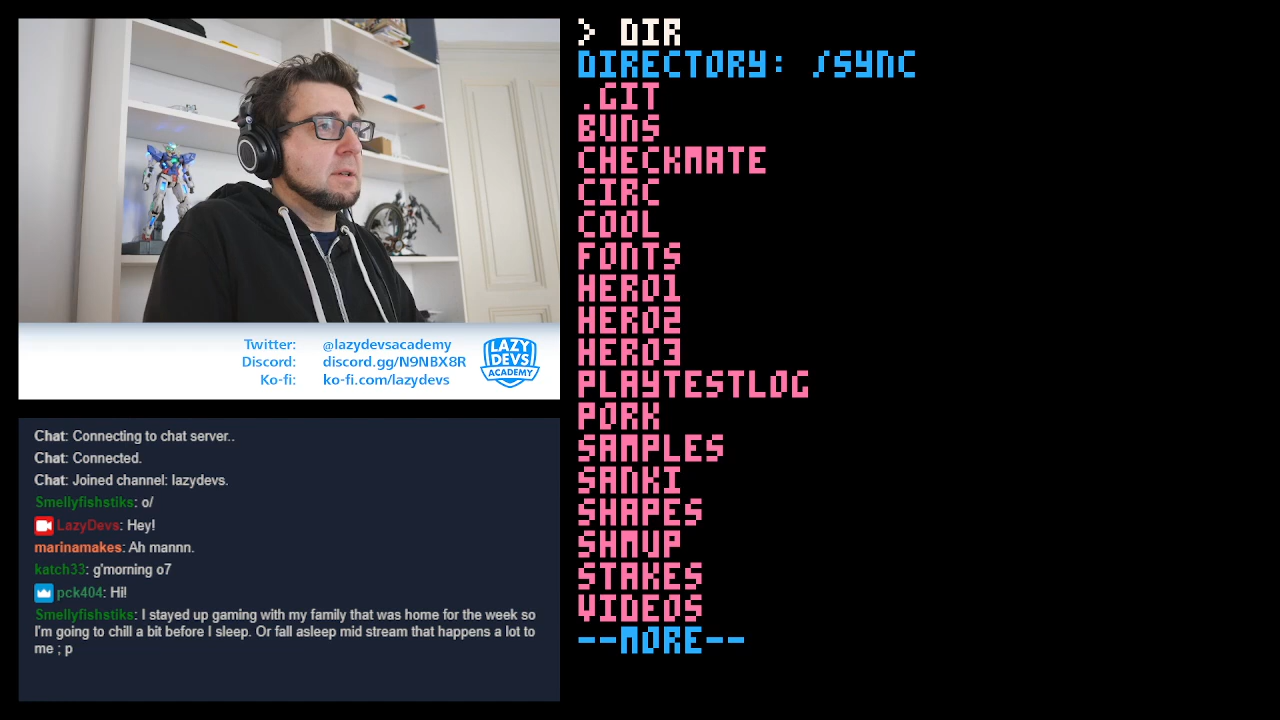 > DIR
DIRECTORY: /SYNC
.GIT
BUNS
CHECKMATE
CIRC
COOL
FONTS
HERO1
HERO2
HERO3
PLAYTESTLOG
PORK
SAMPLES
SANKI
SHAPES
SHMUP
STAKES
VIDEOS
--MORE--
Twitter: @lazydevsacademy
Discord: discord.gg/N9NBX8R
Ko-fi: ko-fi.com/lazydevs
LAZY
DEVS
ACADEMY
Chat: Connecting to chat server..
Chat: Connected.
Chat: Joined channel: lazydevs.
Smellyfishstiks: o/
LazyDevs: Hey!
marinamakes: Ah mannn.
katch33: g'morning o7
pck404: Hi!
Smellyfishstiks: I stayed up gaming with my family that was home for the week so
I'm going to chill a bit before I sleep. Or fall asleep mid stream that happens a lot to
me ; p